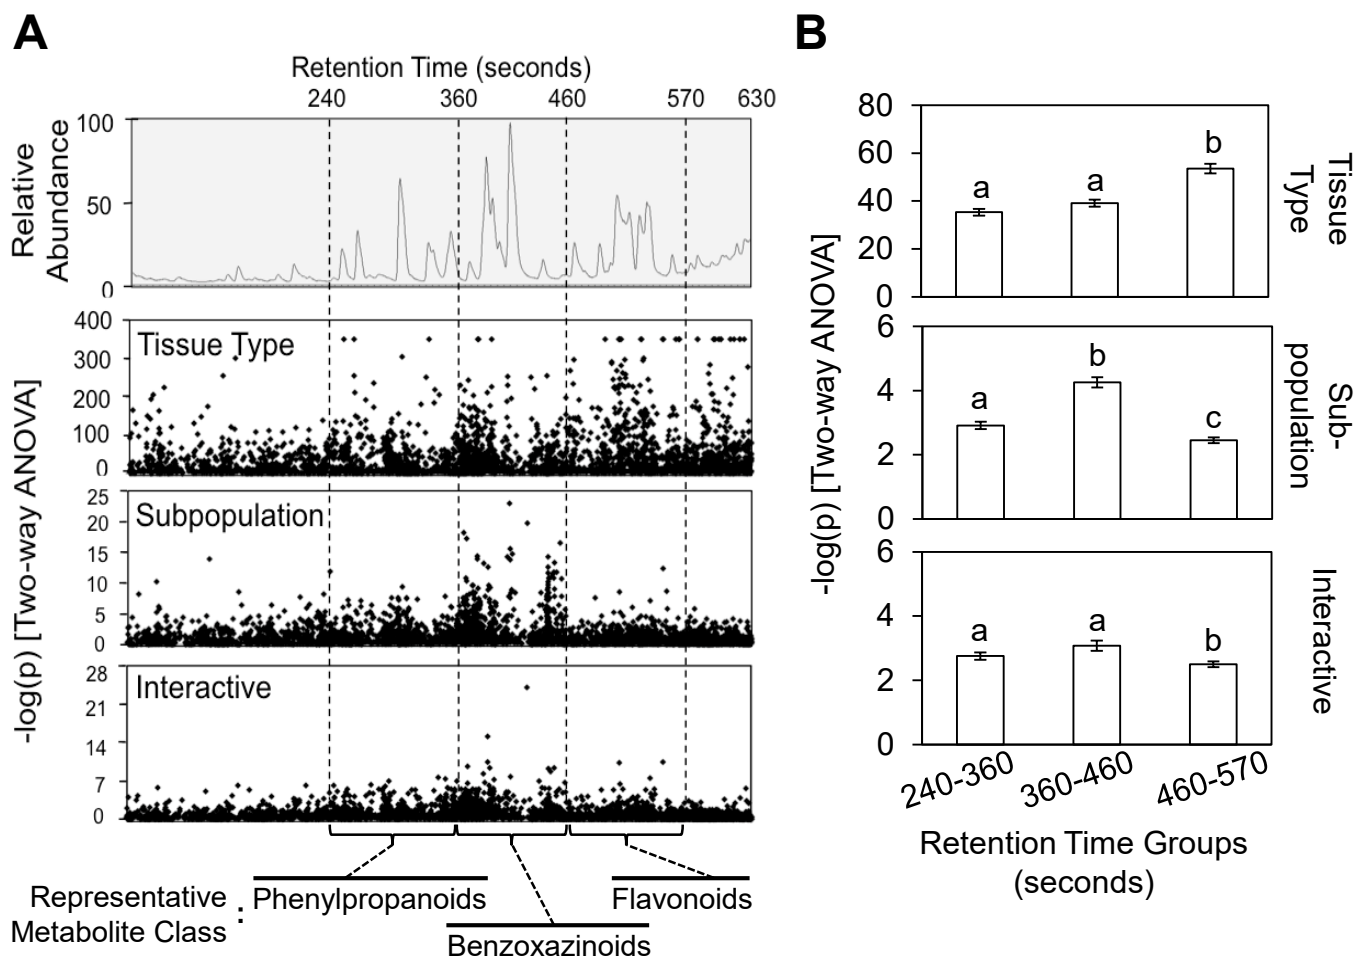 A
Retention Time (seconds)
240 360 460 570 630
Relative
Abundance
100
50
0
-log(p) [Two-way ANOVA]
Tissue Type
400
300
200
100
0
Subpopulation
25
20
15
10
5
0
Interactive
28
21
14
7
0
Representative
Metabolite Class
:
Phenylpropanoids
Flavonoids
Benzoxazinoids
B
-log(p) [Two-way ANOVA]
80
60
40
20
0
a a b
Tissue
Type
6
4
2
0
a b c
Sub-
population
6
4
2
0
a a b
Interactive
240-360 360-460 460-570
Retention Time Groups
(seconds)